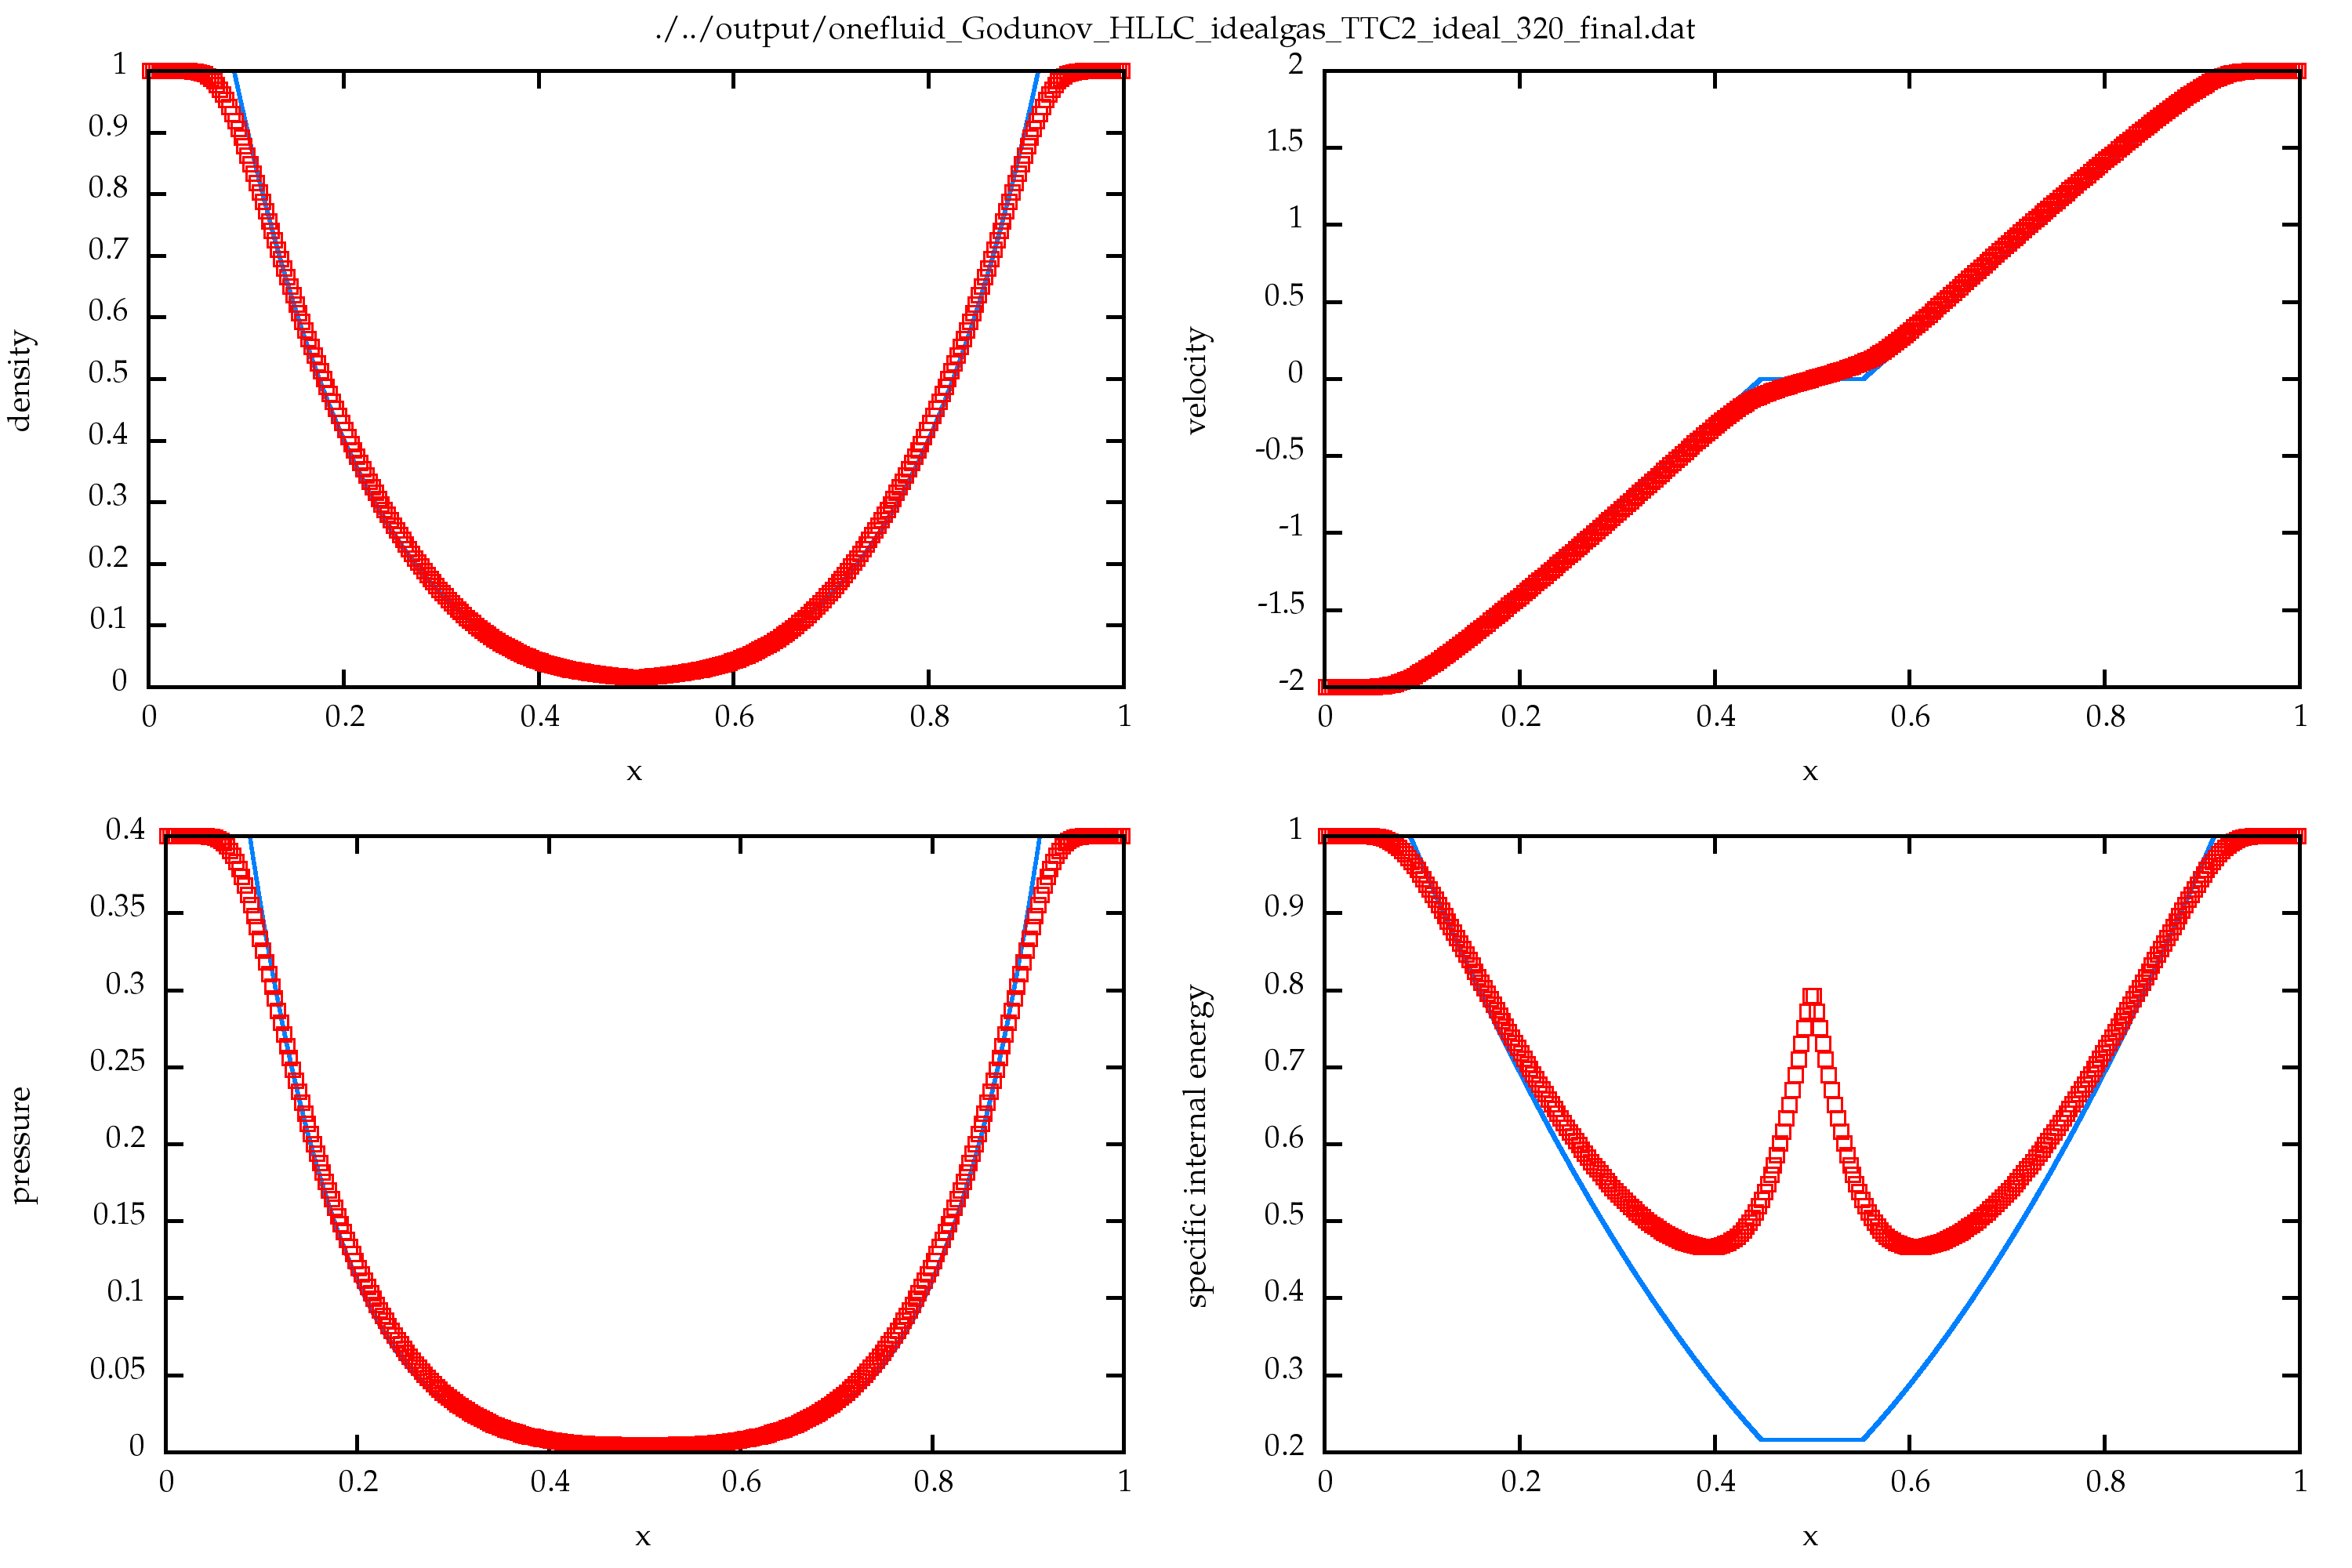 ./../output/onefluid_Godunov_HLLC_idealgas_TTC2_ideal_320_final.dat
density
1
0.9
0.8
0.7
0.6
0.5
0.4
0.3
0.2
0.1
0
0 0.2 0.4 0.6 0.8 1
x
velocity
2
1.5
1
0.5
0
-0.5
-1
-1.5
-2
0 0.2 0.4 0.6 0.8 1
x
pressure
0.4
0.35
0.3
0.25
0.2
0.15
0.1
0.05
0
0 0.2 0.4 0.6 0.8 1
x
specific internal energy
1
0.9
0.8
0.7
0.6
0.5
0.4
0.3
0.2
0 0.2 0.4 0.6 0.8 1
x